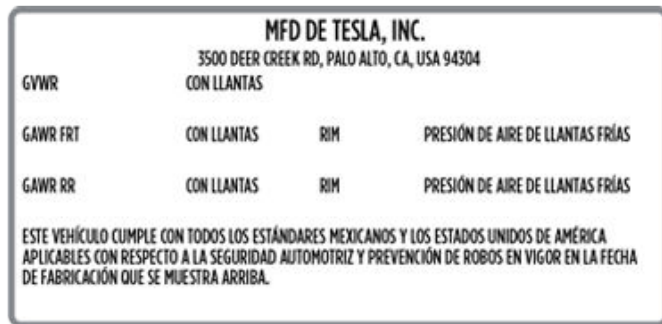 MFD DE TESLA, INC.
3500 DEER CREEK RD, PALO ALTO, CA, USA 94304
GVWR CON LLANTAS
GAWR FRT CON LLANTAS RIM PRESIÓN DE AIRE DE LLANTAS FRÍAS
GAWR RR CON LLANTAS RIM PRESIÓN DE AIRE DE LLANTAS FRÍAS
ESTE VEHÍCULO CUMPLE CON TODOS LOS ESTÁNDARES MEXICANOS Y LOS ESTADOS UNIDOS DE AMÉRICA
APLICABLES CON RESPECTO A LA SEGURIDAD AUTOMOTRIZ Y PREVENCIÓN DE ROBOS EN VIGOR EN LA FECHA
DE FABRICACIÓN QUE SE MUESTRA ARRIBA.